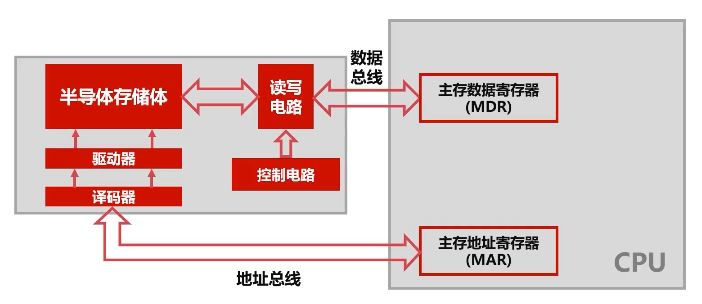 数据
总线
半导体存储体
读写
电路
主存数据寄存器
(MDR)
驱动器
控制电路
译码器
主存地址寄存器
(MAR)
CPU
地址总线